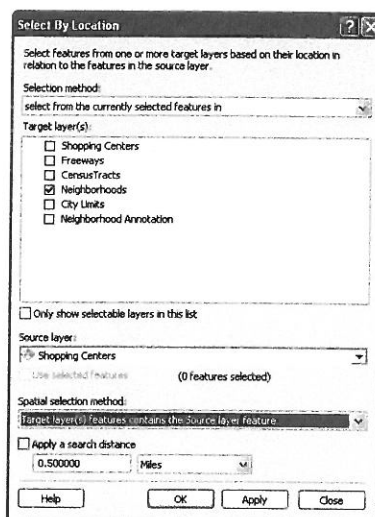 Select By Location
Select features from one or more target layers based on their location in
relation to the features in the source layer.
Selection method:
select from the currently selected features in
Target layer(s):
Shopping Centers
Freeways
CensusTracts
Neighborhoods
City Limits
Neighborhood Annotation
Only show selectable layers in this list
Source layer:
Shopping Centers
Use selected features (0 features selected)
Spatial selection method:
Target layer(s) features contains the Source layer feature
Apply a search distance
0.500000 Miles
Help OK Apply Close